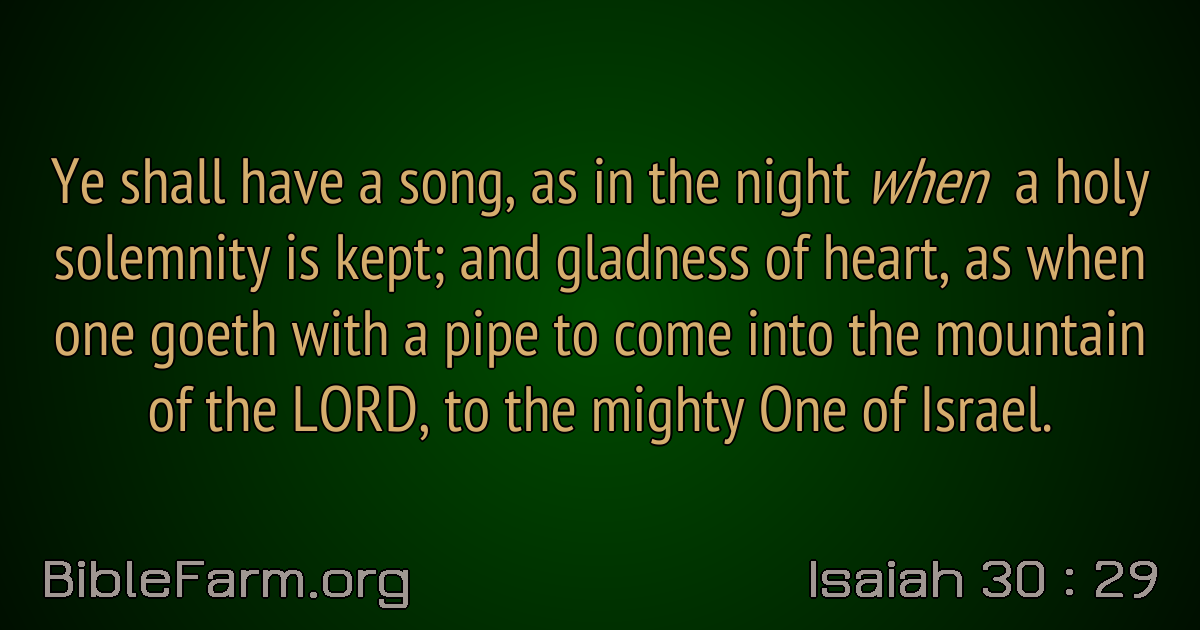 Ye shall have a song, as in the night when a holy
solemnity is kept; and gladness of heart, as when
one goeth with a pipe to come into the mountain
of the LORD, to the mighty One of Israel.
BibleFarm.org
Isaiah 30 : 29